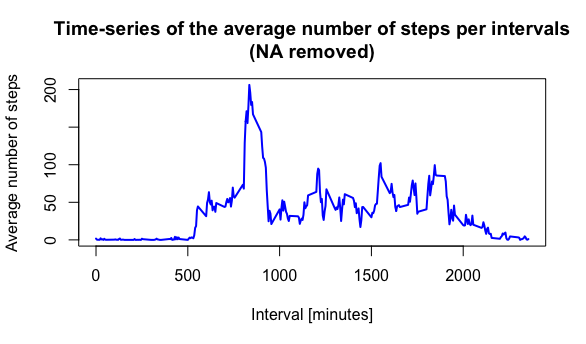 Time-series of the average number of steps per intervals
(NA removed)
Average number of steps
200
100
50
0
0 500 1000 1500 2000
Interval [minutes]